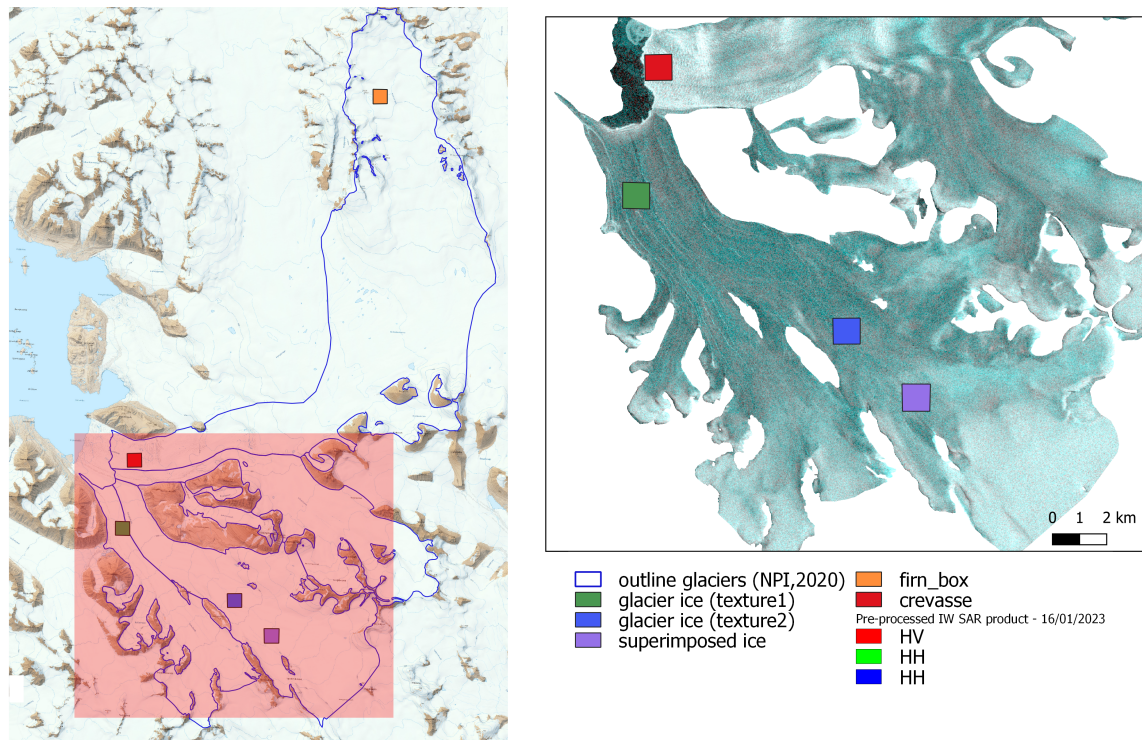 0 1 2 km
outline glaciers (NPI,2020)
glacier ice (texture1)
glacier ice (texture2)
superimposed ice
firn_box
crevasse
Pre-processed IW SAR product - 16/01/2023
HV
HH
HH